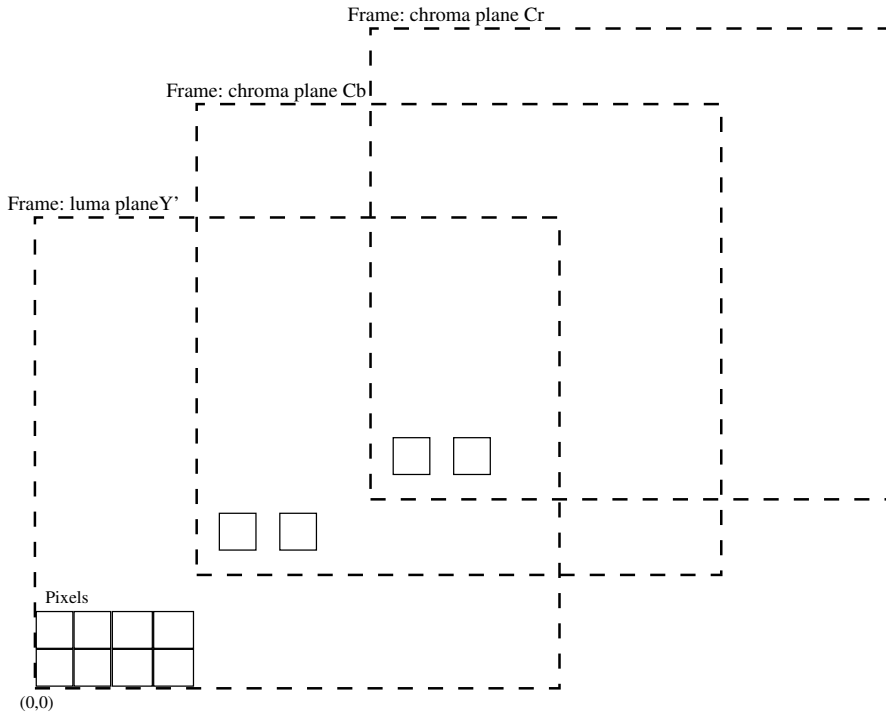 Frame: chroma plane Cr
Frame: chroma plane Cb
Frame: luma planeY’
Pixels
(0,0)